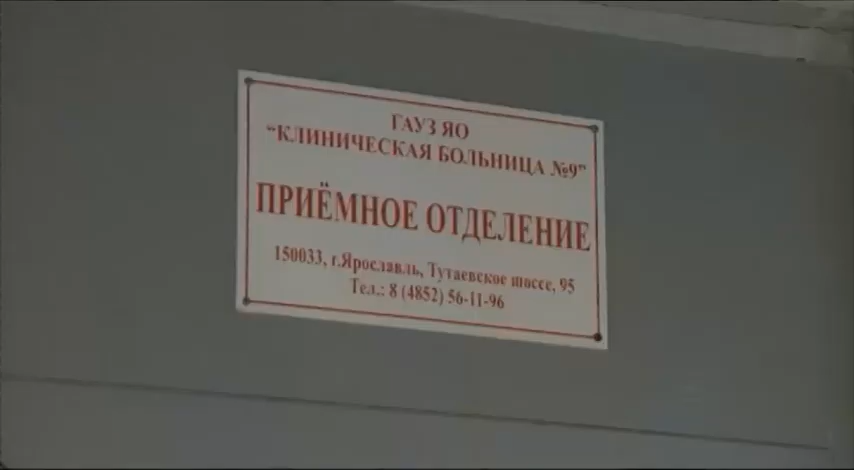 ГАУЗ ЯО
“КЛИНИЧЕСКАЯ БОЛЬНИЦА №9”
ПРИЁМНОЕ ОТДЕЛЕНИЕ
150033, г.Ярославль, Тутаевское шоссе, 95
Тел.: 8 (4852) 56-11-96